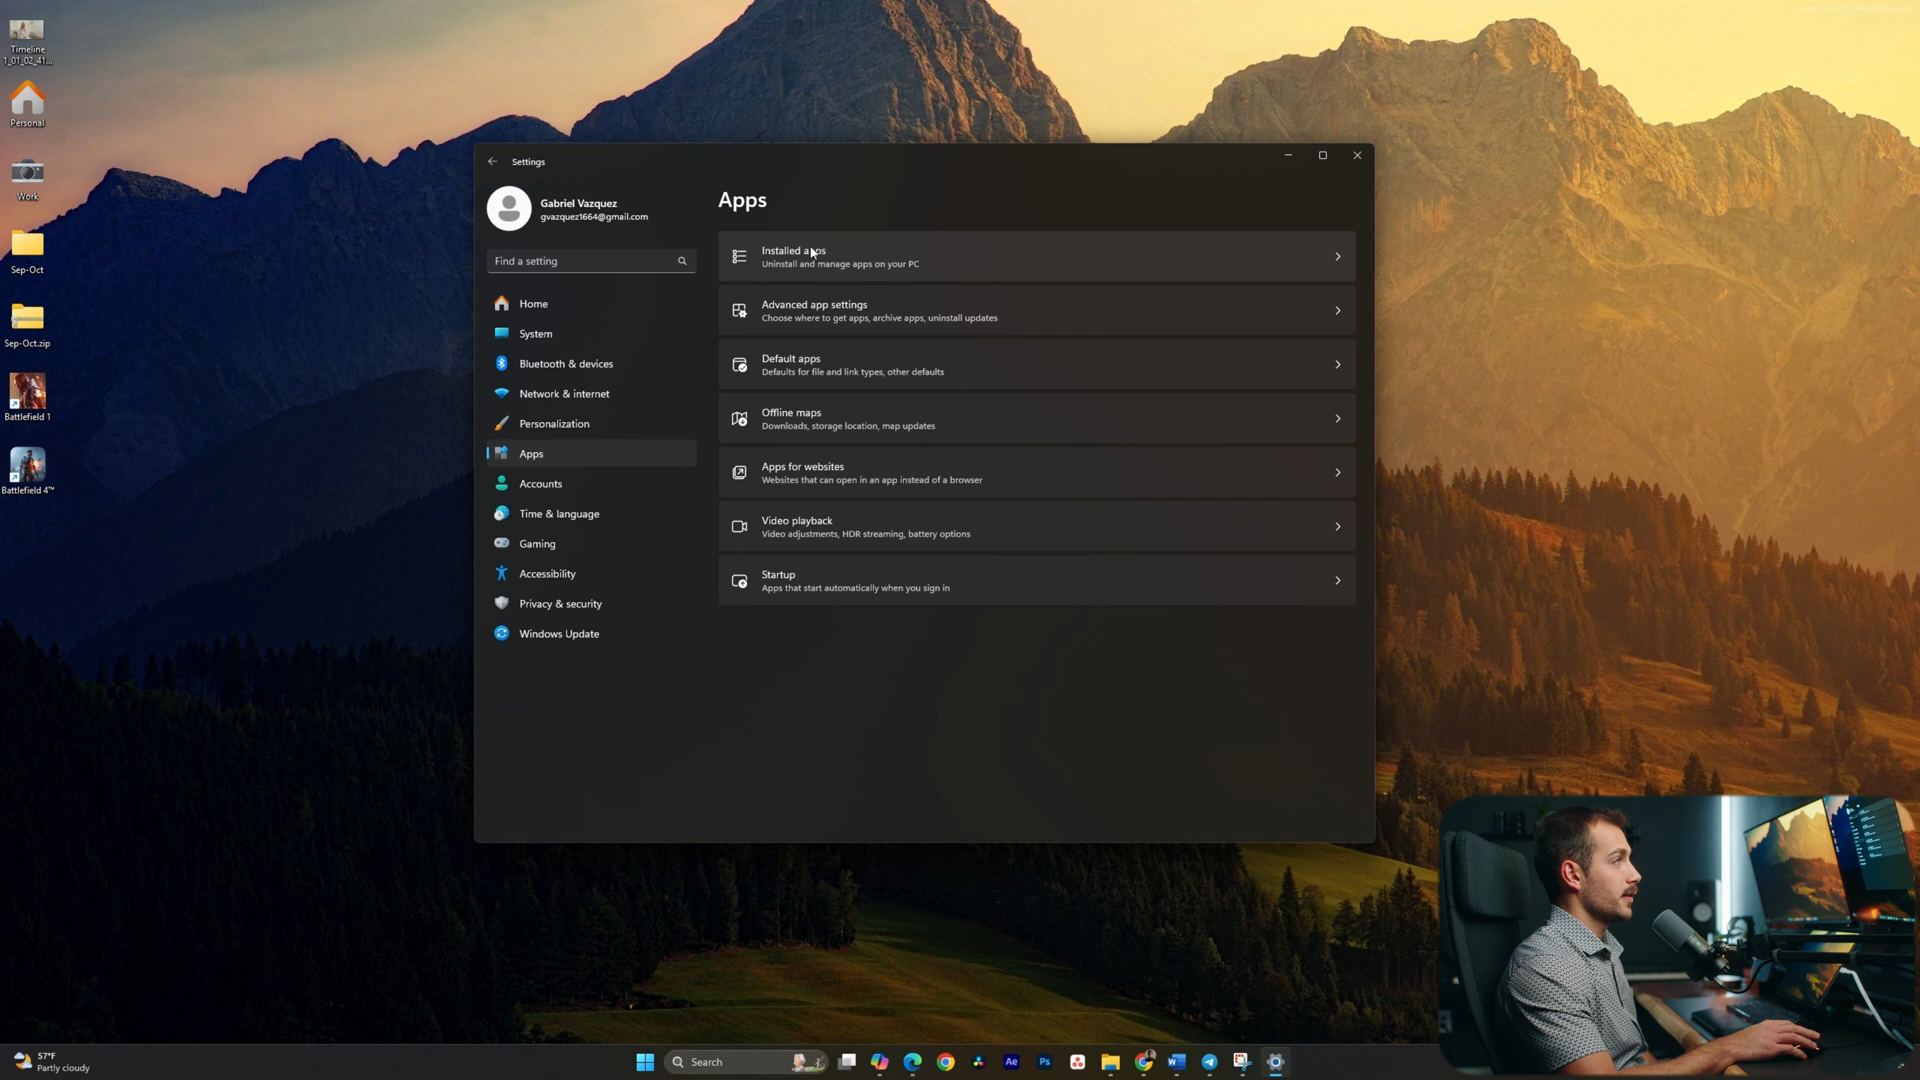 Timeline
1_01_02_41...
Personal
Work
Sep-Oct
Sep-Oct.zip
Battlefield 1
Battlefield 4™
Settings
Gabriel Vazquez
gvazquez1664@gmail.com
Find a setting
Home
System
Bluetooth & devices
Network & internet
Personalization
Apps
Accounts
Time & language
Gaming
Accessibility
Privacy & security
Windows Update
Apps
Installed apps
Uninstall and manage apps on your PC
Advanced app settings
Choose where to get apps, archive apps, uninstall updates
Default apps
Defaults for file and link types, other defaults
Offline maps
Downloads, storage location, map updates
Apps for websites
Websites that can open in an app instead of a browser
Video playback
Video adjustments, HDR streaming, battery options
Startup
Apps that start automatically when you sign in
57°F
Partly cloudy
Search
Ae
Ps
W